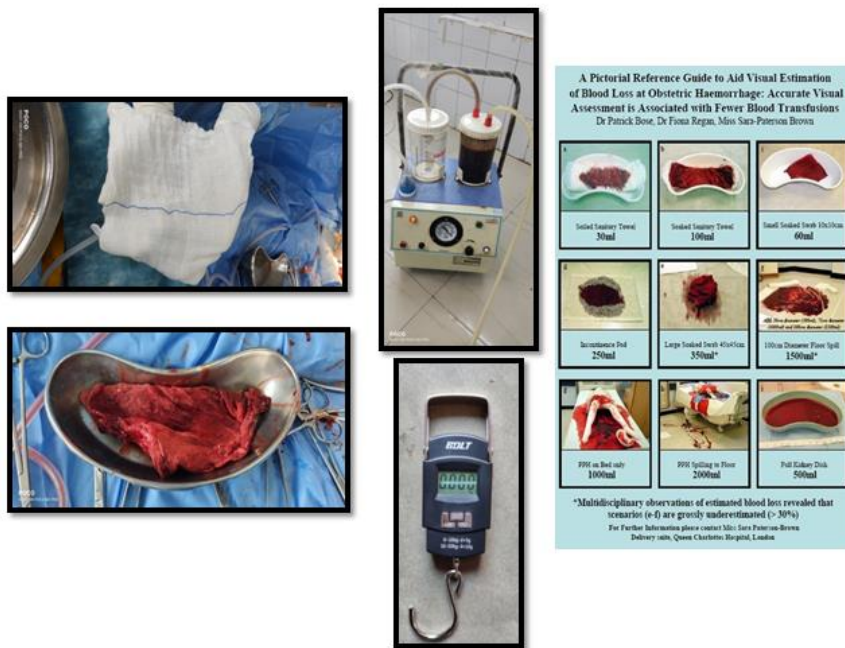 POCO
POCO
POCO
BOLT
0000
A Pictorial Reference Guide to Aid Visual Estimation
of Blood Loss at Obstetric Haemorrhage: Accurate Visual
Assessment is Associated with Fewer Blood Transfusions
Dr Patrick Bose, Dr Fiona Regan, Miss Sara-Paterson Brown
a
b
c
Soiled Sanitary Towel
30ml
Soaked Sanitary Towel
100ml
Small Soaked Swab 10x10cm
60ml
d
e
f
Incontinence Pad
250ml
Large Soaked Swab 45x45cm
350ml*
100cm Diameter Floor Spill
1500ml*
PPH on Bed only
1000ml
PPH Spilling to Floor
2000ml
Full Kidney Dish
500ml
*Multidisciplinary observations of estimated blood loss revealed that
scenarios (e-f) are grossly underestimated (> 30%)
For Further Information please contact Miss Sara Paterson-Brown
Delivery suite, Queen Charlottes Hospital, London